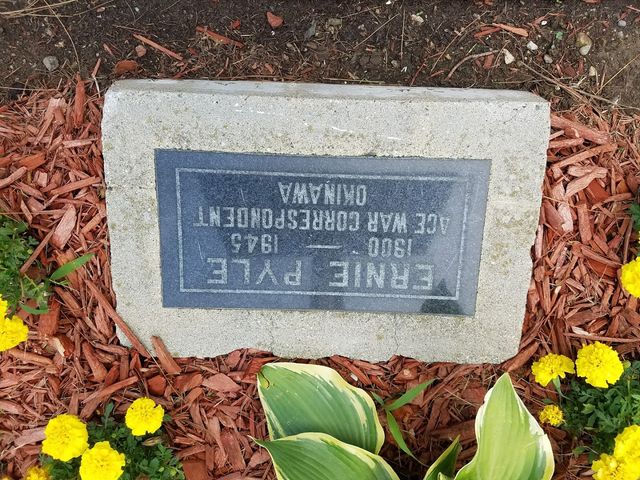 ERNIE PYLE
1900 — 1945
ACE WAR CORRESPONDENT
OKINAWA